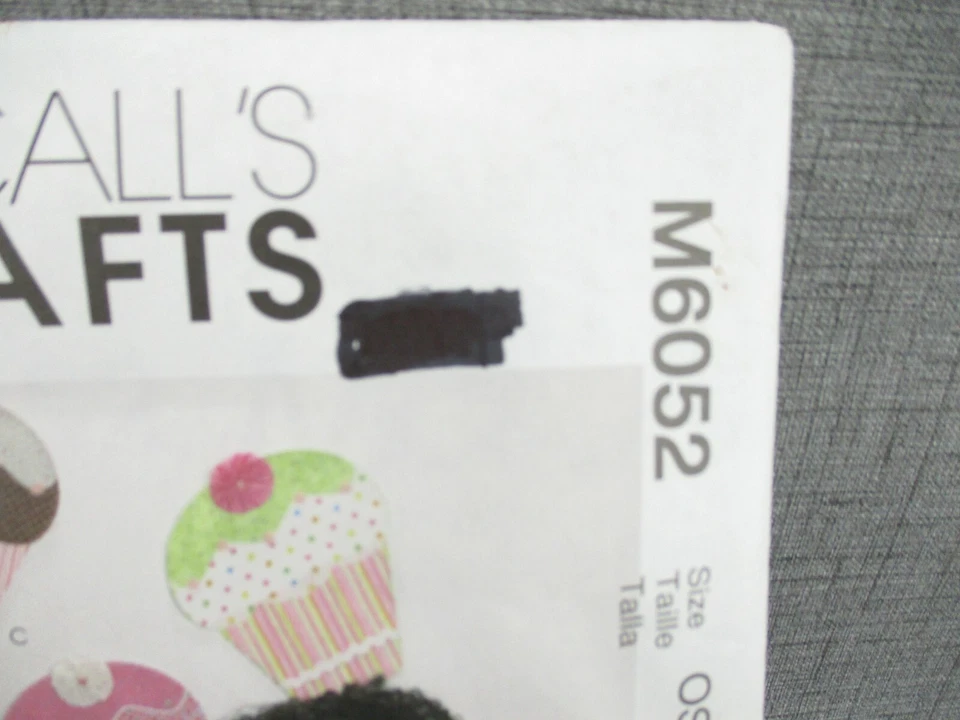 CALL'S
AFTS
M6052
Size
Taille
Talla
OS
C